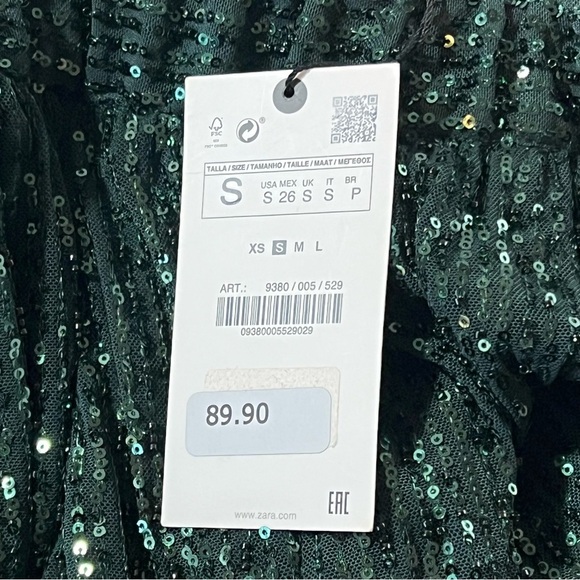 FSC
TALLA / SIZE / TAMANHO / TAILLE / MAAT / ΜΕΓΕΘΟΣ
S
USA MEX UK IT BR
S 26 S S P
XS S M L
ART.: 9380 / 005 / 529
09380005529029
89.90
www.zara.com
EAC